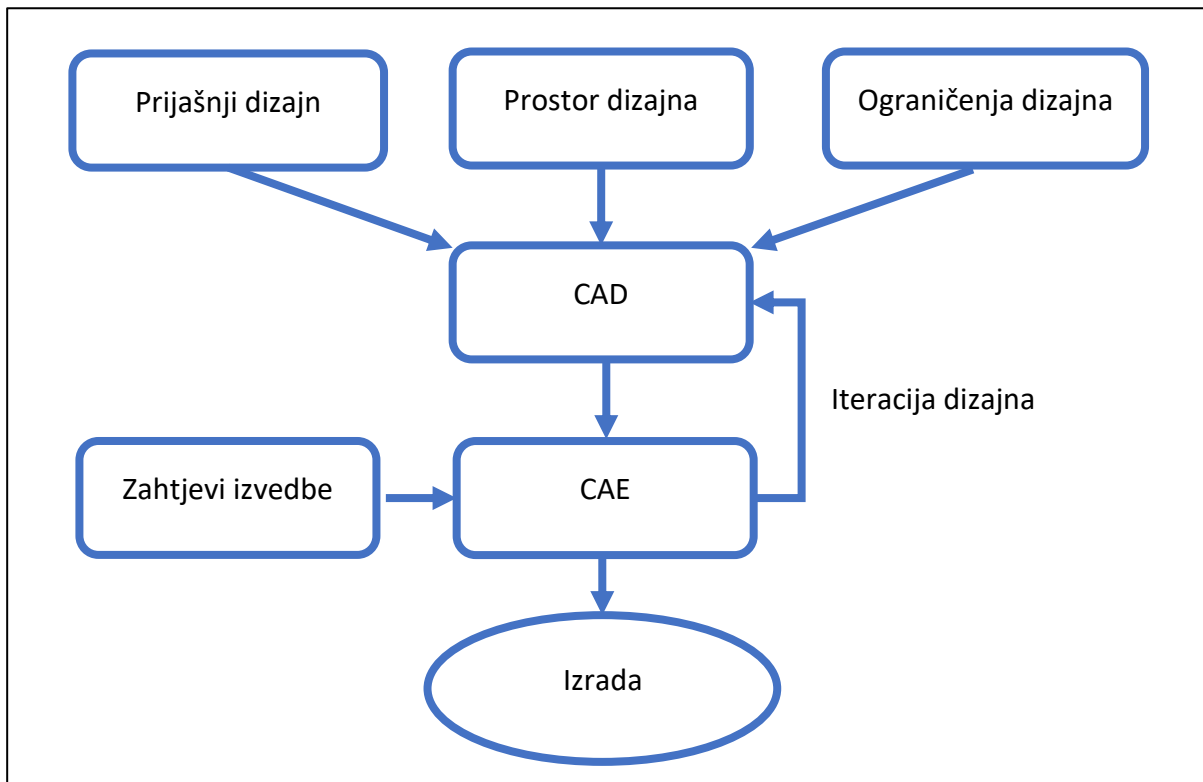 Prijašnji dizajn
Prostor dizajna
Ograničenja dizajna
CAD
Iteracija dizajna
Zahtjevi izvedbe
CAE
Izrada